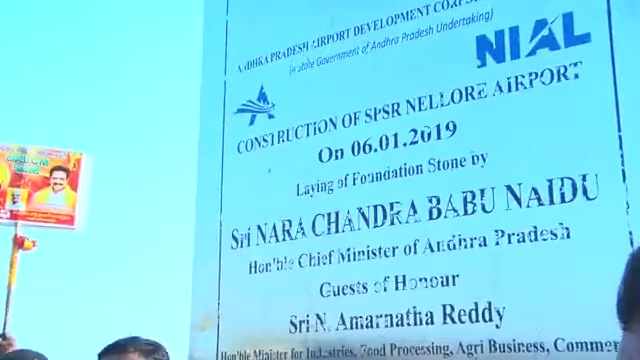 ANDHRA PRADESH AIRPORT DEVELOPMENT
(A State Government of Andhra Pradesh Undertaking)
NIAL
CONSTRUCTION OF SPSR NELLORE AIRPORT
On 06.01.2019
Laying of Foundation Stone by
Sri NARA CHANDRA BABU NAIDU
Hon'ble Chief Minister of Andhra Pradesh
Guests of Honour
Sri N. Amarnatha Reddy
Hon'ble Minister for Industries, Food Processing, Agri Business, Commer